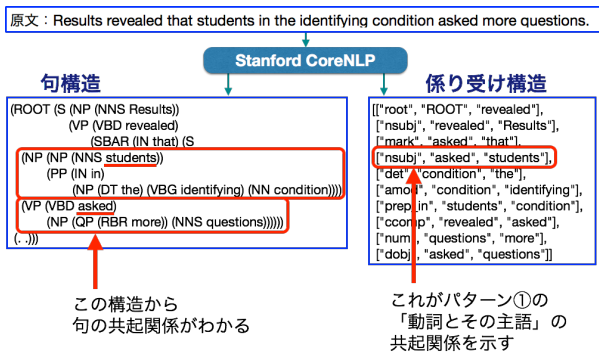 原文：Results revealed that students in the identifying condition asked more questions.
Stanford CoreNLP
句構造
(ROOT (S (NP (NNS Results))
(VP (VBD revealed)
(SBAR (IN that) (S
(NP (NP (NNS students))
(PP (IN in)
(NP (DT the) (VBG identifying) (NN condition))))
(VP (VBD asked)
(NP (QP (RBR more)) (NNS questions))))))
(. .)))
この構造から
句の共起関係がわかる
係り受け構造
[["root", "ROOT", "revealed"],
["nsubj", "revealed", "Results"],
["mark", "asked", "that"],
["nsubj", "asked", "students"],
["det", "condition", "the"],
["amod", "condition", "identifying"],
["prep_in", "students", "condition"],
["ccomp", "revealed", "asked"],
["num", "questions", "more"],
["dobj", "asked", "questions"]]
これがパターン①の
「動詞とその主語」の
共起関係を示す